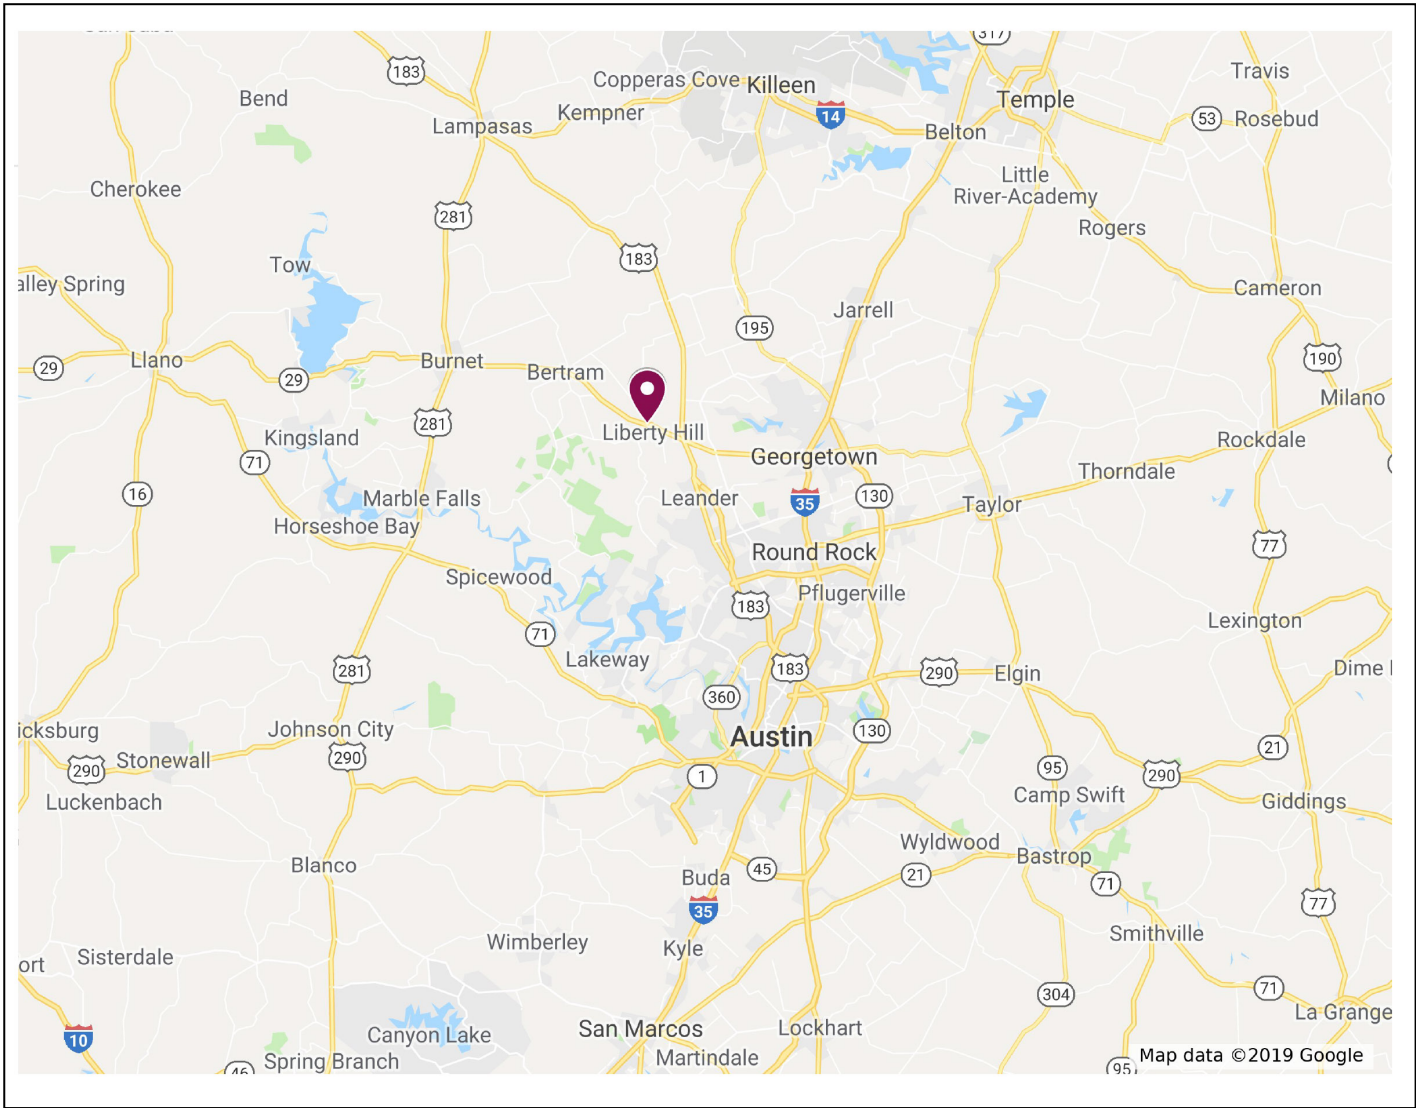 317
183
Copperas Cove
Killeen
Travis
Bend
Temple
Kempner
14
53
Rosebud
Lampasas
Belton
Little
River-Academy
Cherokee
281
Rogers
183
Tow
alley Spring
Cameron
Jarrell
195
Llano
Burnet
190
29
29
Bertram
Milano
281
Liberty Hill
Kingsland
Rockdale
71
Georgetown
Thorndale
16
Marble Falls
Leander
35
130
Taylor
Horseshoe Bay
77
Round Rock
Spicewood
Pflugerville
183
Lexington
71
Lakeway
183
281
290
Elgin
Dime
360
icksburg
Johnson City
Austin
130
21
Stonewall
290
290
1
95
290
Luckenbach
Camp Swift
Giddings
Wyldwood
Bastrop
Blanco
45
Buda
21
71
35
77
Smithville
Wimberley
Kyle
Sisterdale
ort
71
304
La Grange
San Marcos
Lockhart
10
Canyon Lake
Spring Branch
Martindale
46
95
Map data ©2019 Google